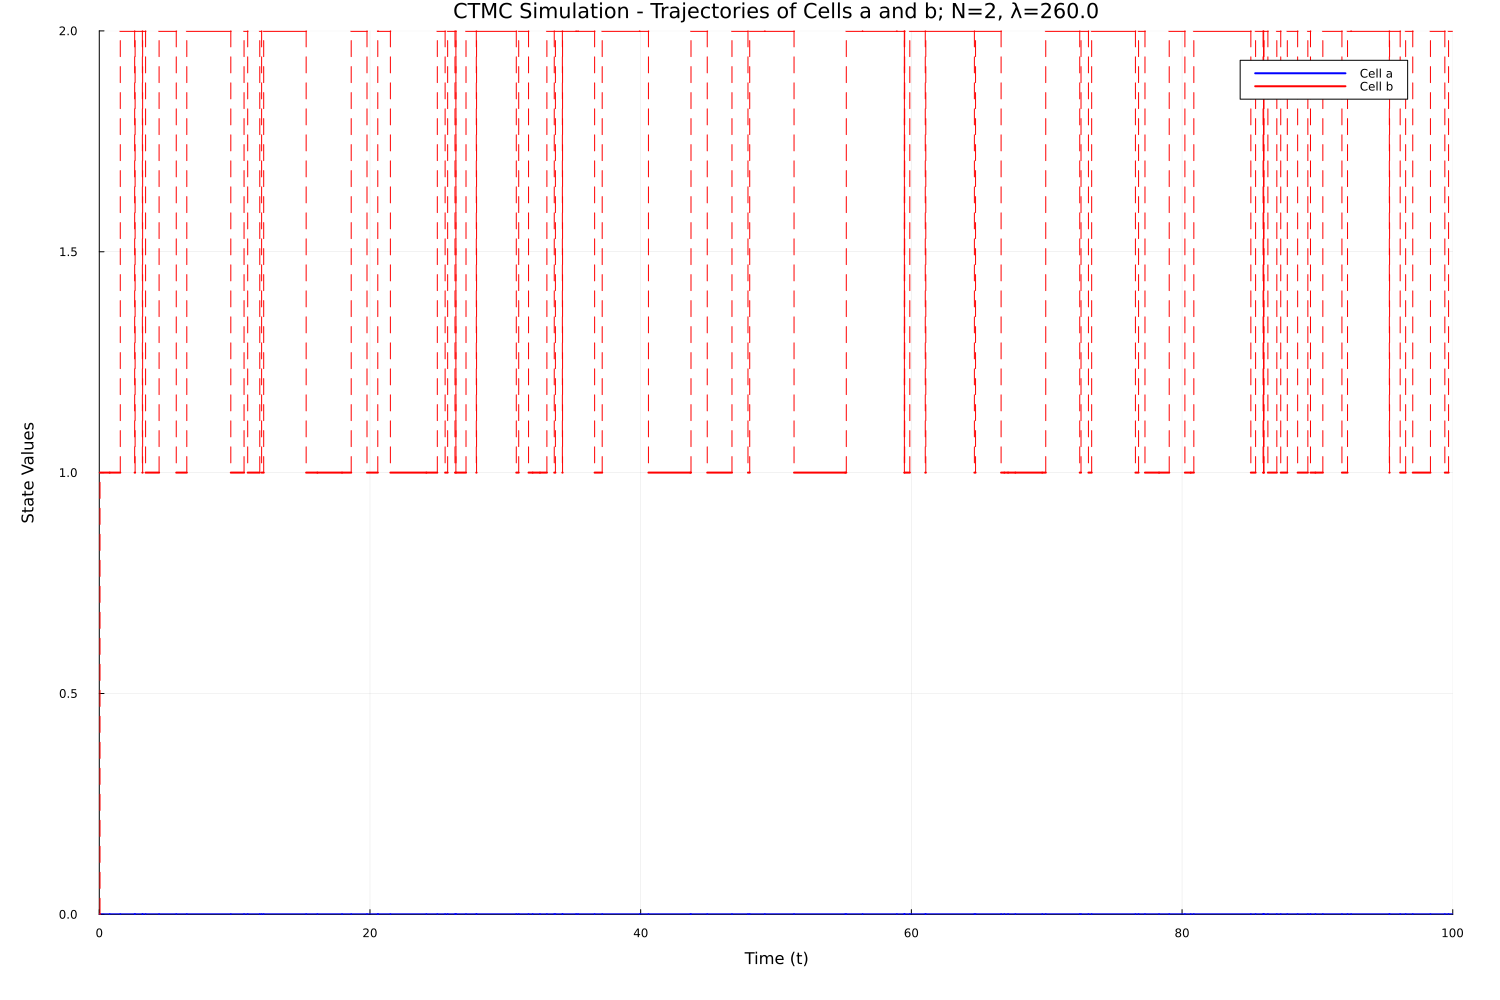 CTMC Simulation - Trajectories of Cells a and b; N=2, λ=260.0
2.0
Cell a
Cell b
1.5
1.0
State Values
0.5
0.0
0
20
40
60
80
100
Time (t)